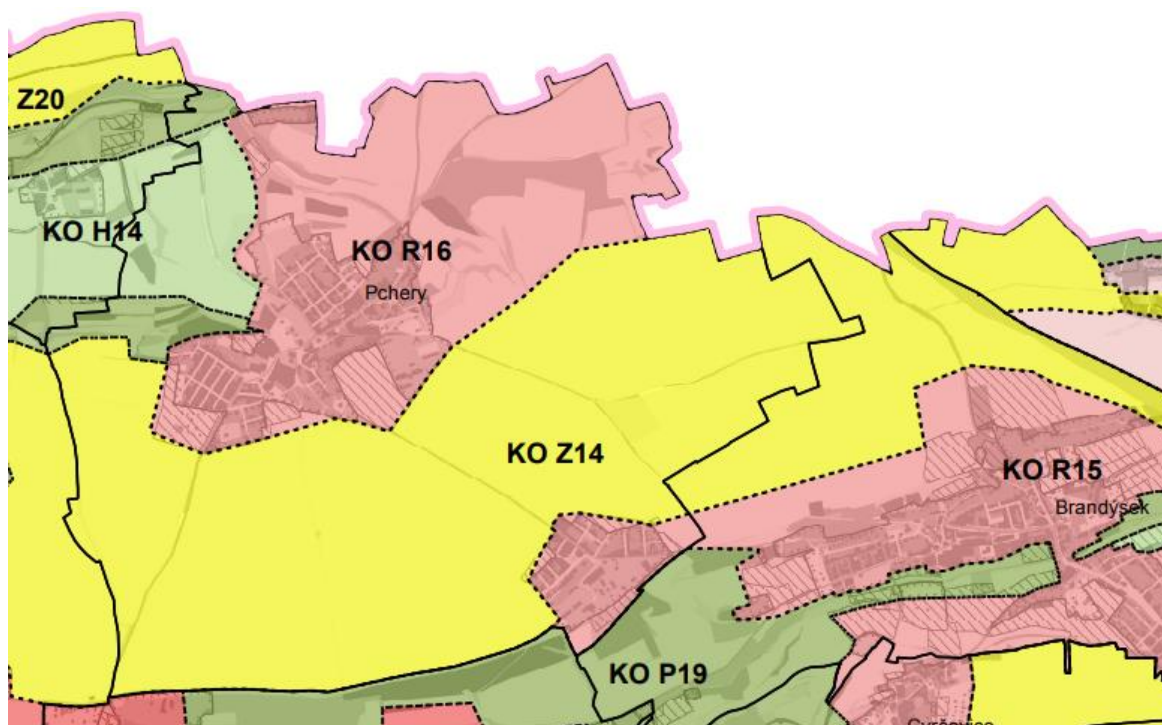 Z20
KO H14
KO R16
Pchery
KO Z14
KO R15
Brandýsek
KO P19